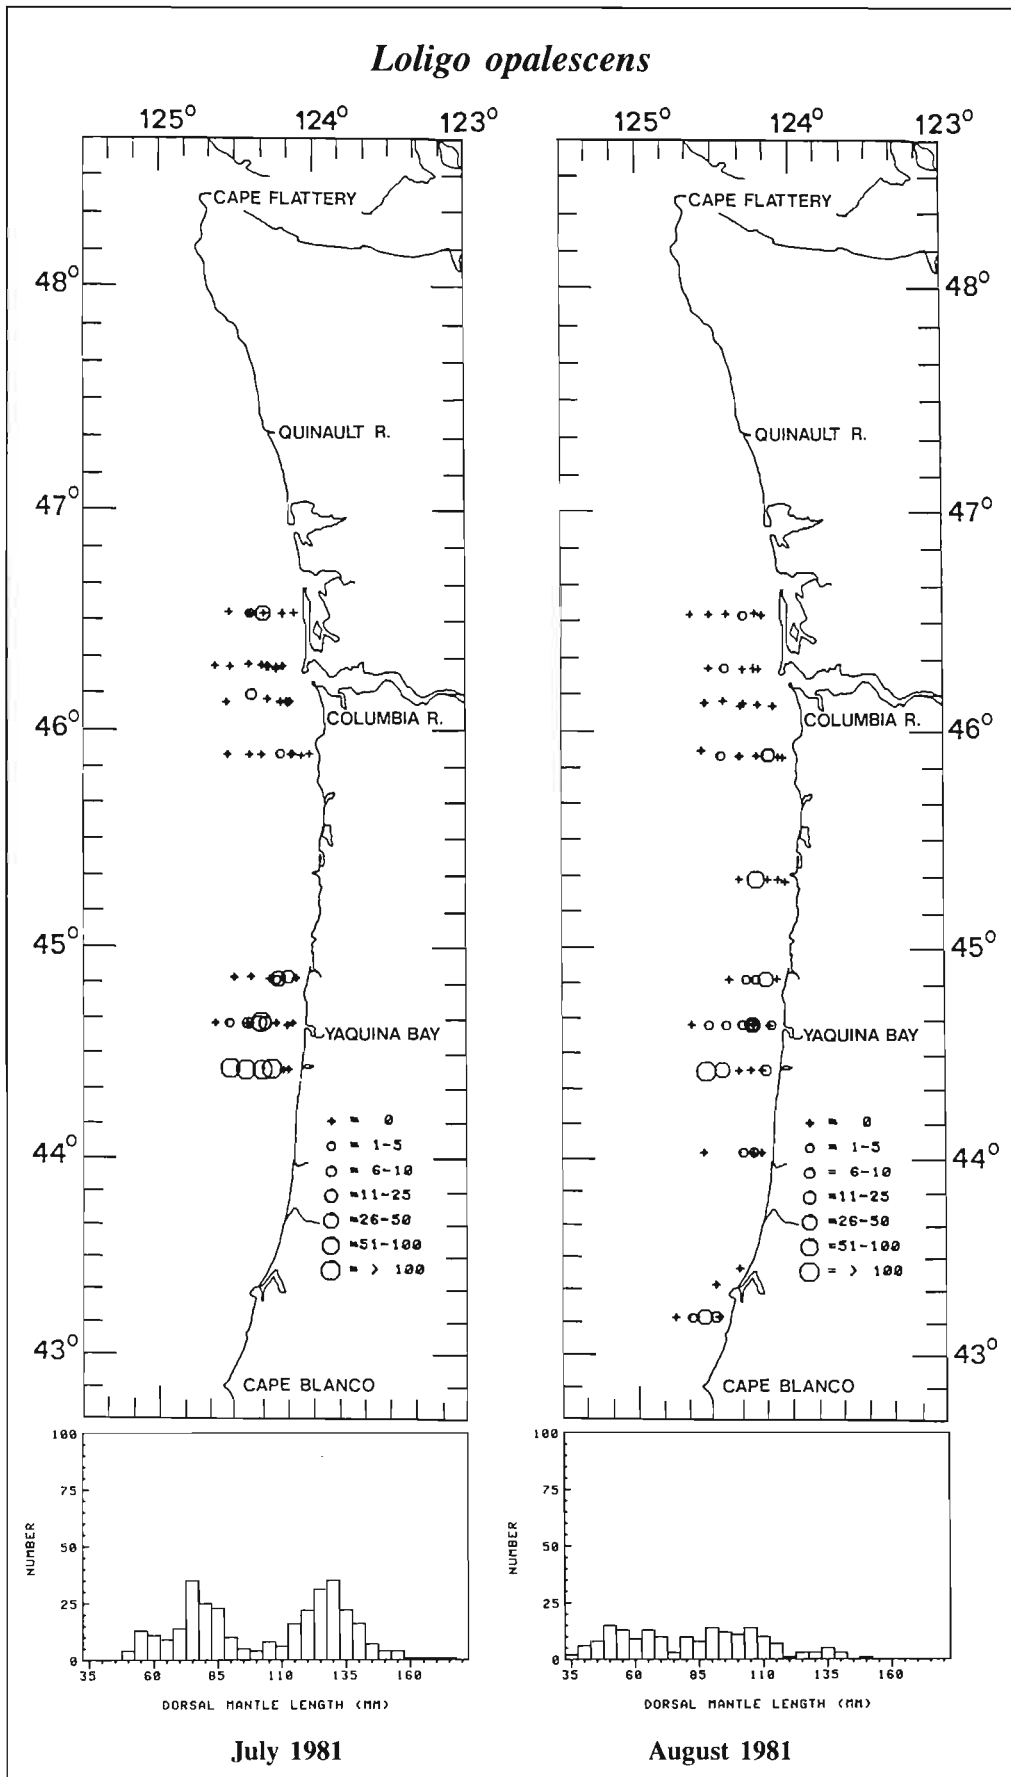 Loligo opalescens
125° 124° 123°
CAPE FLATTERY
48°
QUINAULT R.
47°
COLUMBIA R.
46°
45°
YAQUINA BAY
+ = 0
○ = 1-5
○ = 6-10
○ =11-25
○ =26-50
○ =51-100
○ = > 100
44°
43°
CAPE BLANCO
125° 124° 123°
CAPE FLATTERY
48°
QUINAULT R.
47°
COLUMBIA R.
46°
45°
YAQUINA BAY
+ = 0
○ = 1-5
○ = 6-10
○ =11-25
○ =26-50
○ =51-100
○ = > 100
44°
43°
CAPE BLANCO
100
75
50
25
0
NUMBER
35 60 85 110 135 160
DORSAL MANTLE LENGTH (MM)
July 1981
100
75
50
25
0
NUMBER
35 60 85 110 135 160
DORSAL MANTLE LENGTH (MM)
August 1981